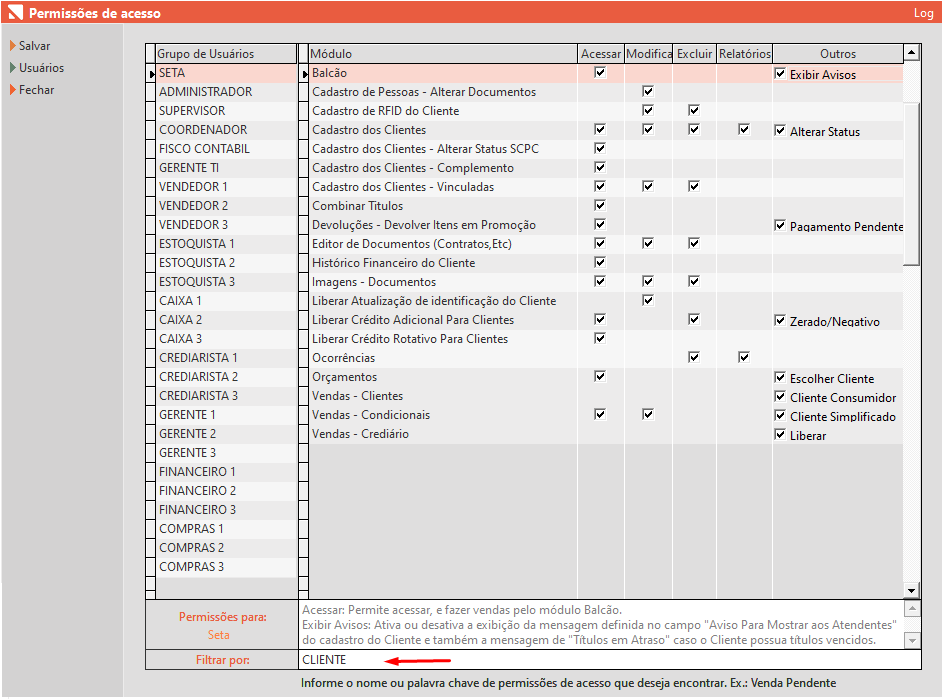 Permissões de acesso Log
Salvar
Usuários
Fechar
Grupo de Usuários Módulo Acessar Modifica Excluir Relatórios Outros
SETA Balcão Exibir Avisos
ADMINISTRADOR Cadastro de Pessoas - Alterar Documentos
SUPERVISOR Cadastro de RFID do Cliente
COORDENADOR Cadastro dos Clientes Alterar Status
FISCO CONTABIL Cadastro dos Clientes - Alterar Status SCPC
GERENTE TI Cadastro dos Clientes - Complemento
VENDEDOR 1 Cadastro dos Clientes - Vinculadas
VENDEDOR 2 Combinar Titulos
VENDEDOR 3 Devoluções - Devolver Itens em Promoção Pagamento Pendente
ESTOQUISTA 1 Editor de Documentos (Contratos,Etc)
ESTOQUISTA 2 Histórico Financeiro do Cliente
ESTOQUISTA 3 Imagens - Documentos
CAIXA 1 Liberar Atualização de identificação do Cliente
CAIXA 2 Liberar Crédito Adicional Para Clientes Zerado/Negativo
CAIXA 3 Liberar Crédito Rotativo Para Clientes
CREDIARISTA 1 Ocorrências
CREDIARISTA 2 Orçamentos Escolher Cliente
CREDIARISTA 3 Vendas - Clientes Cliente Consumidor
GERENTE 1 Vendas - Condicionais Cliente Simplificado
GERENTE 2 Vendas - Crediário Liberar
GERENTE 3
FINANCEIRO 1
FINANCEIRO 2
FINANCEIRO 3
COMPRAS 1
COMPRAS 2
COMPRAS 3
Permissões para:
Seta
Acessar: Permite acessar, e fazer vendas pelo módulo Balcão.
Exibir Avisos: Ativa ou desativa a exibição da mensagem definida no campo "Aviso Para Mostrar aos Atendentes"
do cadastro do Cliente e também a mensagem de "Títulos em Atraso" caso o Cliente possua títulos vencidos.
Filtrar por: CLIENTE
Informe o nome ou palavra chave de permissões de acesso que deseja encontrar. Ex.: Venda Pendente